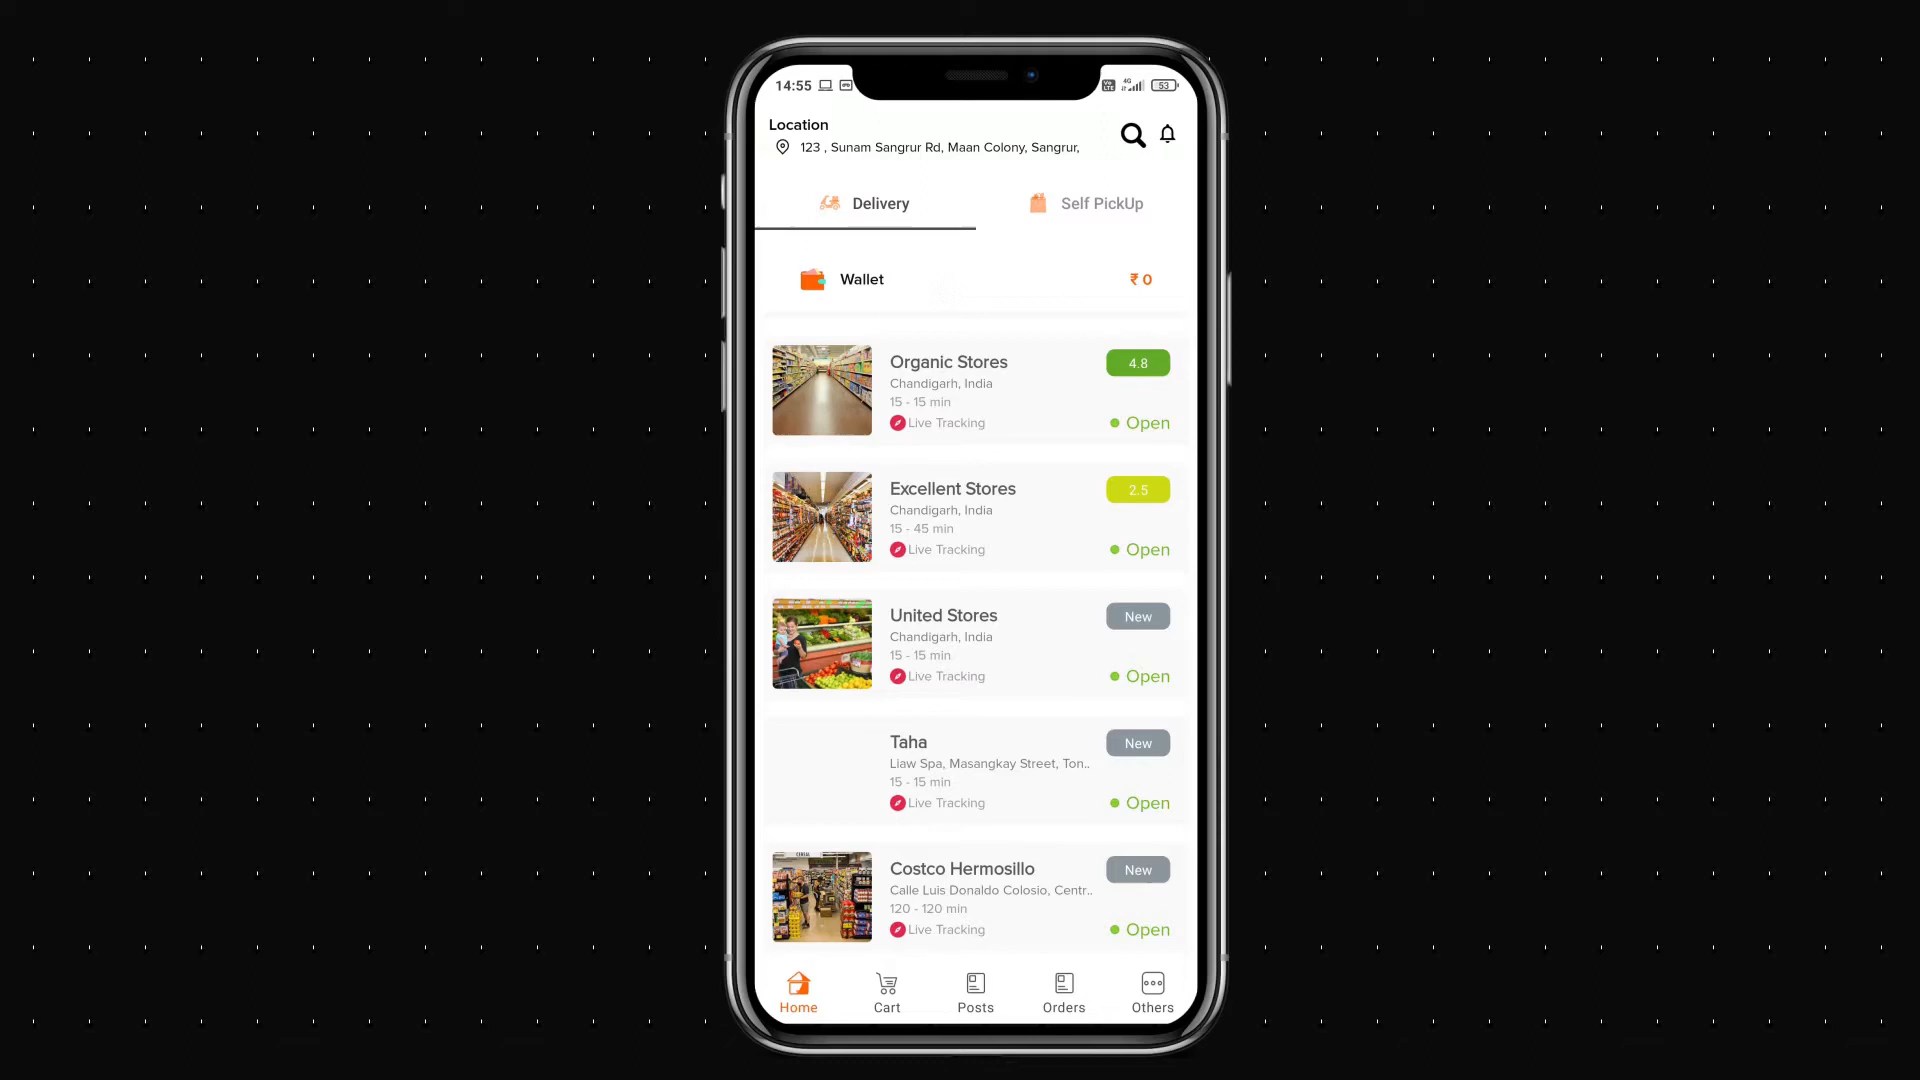 14:55
4G
53
Location
123 , Sunam Sangrur Rd, Maan Colony, Sangrur,
Delivery
Self PickUp
Wallet
₹ 0
Organic Stores
4.8
Chandigarh, India
15 - 15 min
Live Tracking
Open
Excellent Stores
2.5
Chandigarh, India
15 - 45 min
Live Tracking
Open
United Stores
New
Chandigarh, India
15 - 15 min
Live Tracking
Open
Taha
New
Liaw Spa, Masangkay Street, Ton..
15 - 15 min
Live Tracking
Open
Costco Hermosillo
New
Calle Luis Donaldo Colosio, Centr..
120 - 120 min
Live Tracking
Open
Home
Cart
Posts
Orders
Others